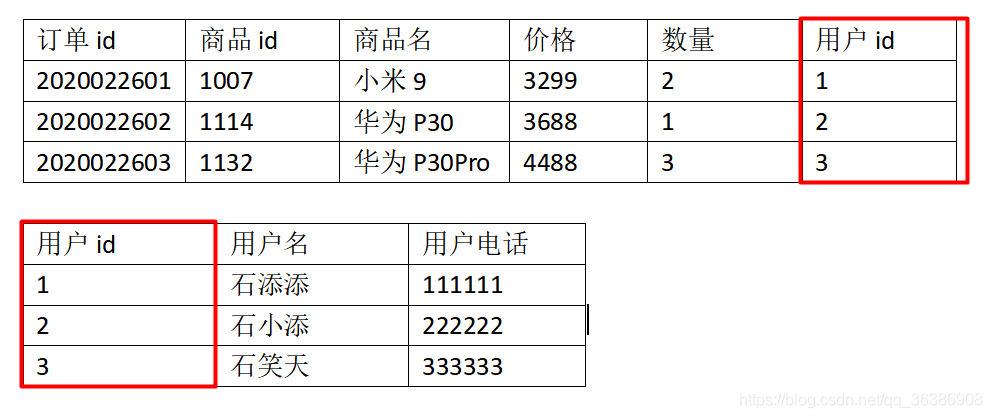 订单 id 商品 id 商品名 价格 数量 用户 id
2020022601 1007 小米 9 3299 2 1
2020022602 1114 华为 P30 3688 1 2
2020022603 1132 华为 P30Pro 4488 3 3
用户 id 用户名 用户电话
1 石添添 111111
2 石小添 222222
3 石笑天 333333
https://blog.csdn.net/qq_36386908